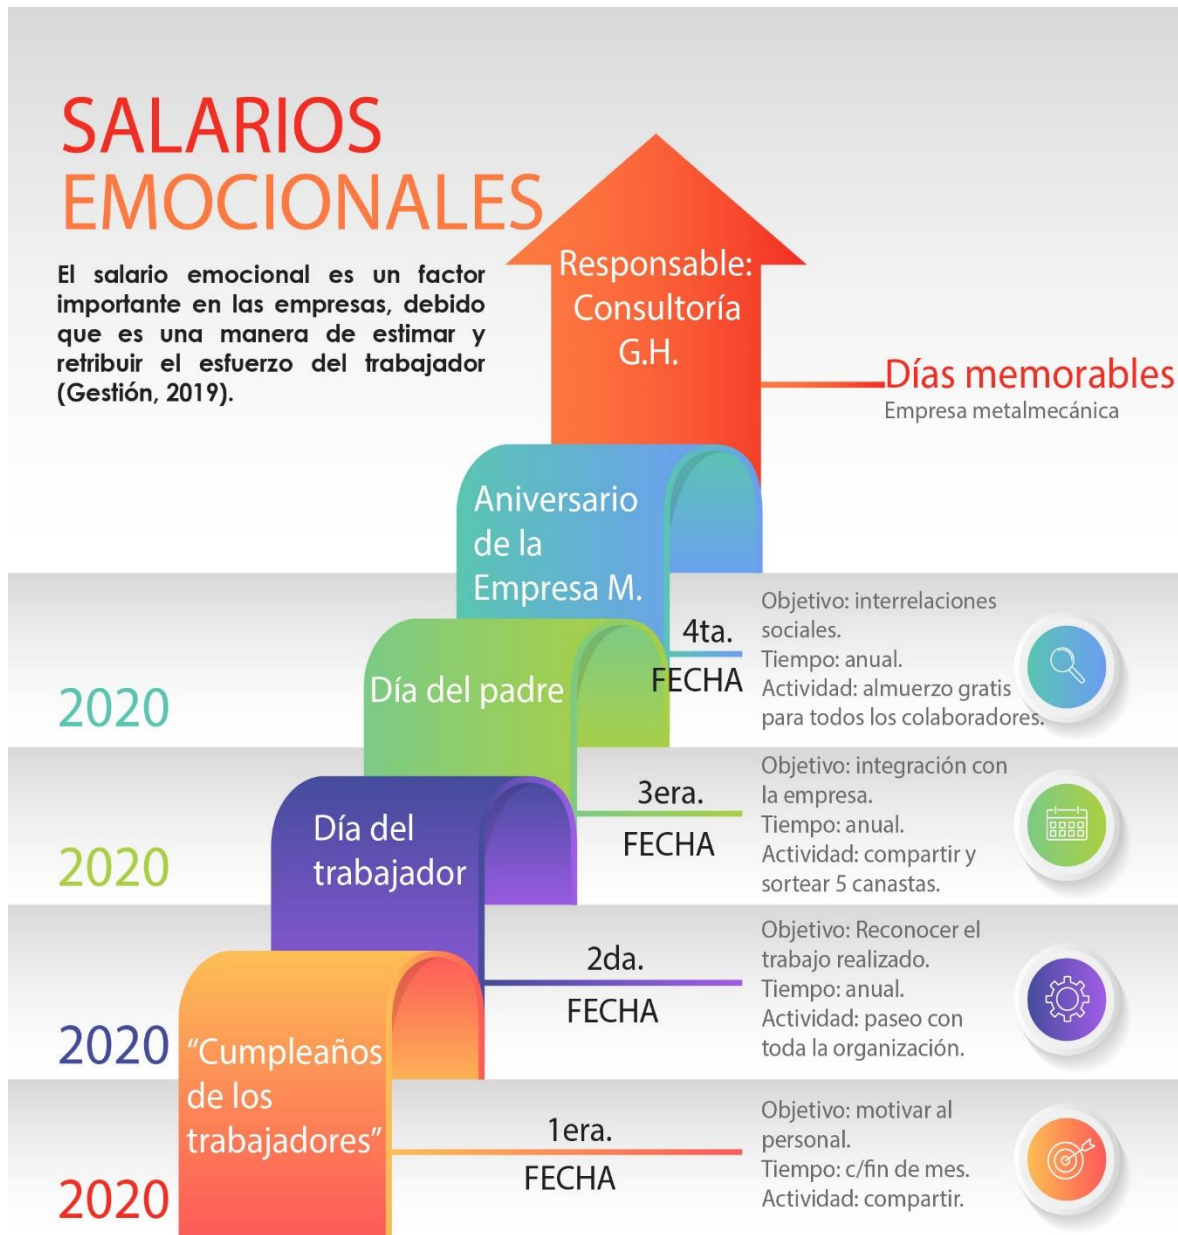 SALARIOS
EMOCIONALES
El salario emocional es un factor
importante en las empresas, debido
que es una manera de estimar y
retribuir el esfuerzo del trabajador
(Gestión, 2019).
Responsable:
Consultoría
G.H.
Días memorables
Empresa metalmecánica
Aniversario
de la
Empresa M.
4ta.
FECHA
Objetivo: interrelaciones
sociales.
Tiempo: anual.
Actividad: almuerzo gratis
para todos los colaboradores.
2020
Día del padre
3era.
FECHA
Objetivo: integración con
la empresa.
Tiempo: anual.
Actividad: compartir y
sortear 5 canastas.
2020
Día del
trabajador
2da.
FECHA
Objetivo: Reconocer el
trabajo realizado.
Tiempo: anual.
Actividad: paseo con
toda la organización.
2020
“Cumpleaños
de los
trabajadores”
1era.
FECHA
Objetivo: motivar al
personal.
Tiempo: c/fin de mes.
Actividad: compartir.
2020